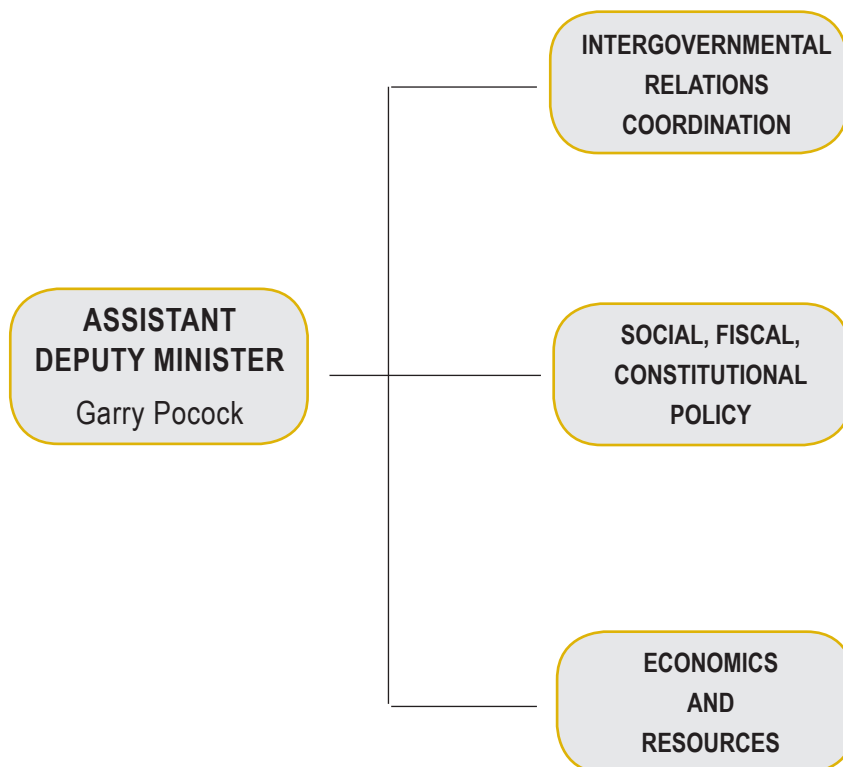 INTERGOVERNMENTAL
RELATIONS
COORDINATION
ASSISTANT
DEPUTY MINISTER
Garry Pocock
SOCIAL, FISCAL,
CONSTITUTIONAL
POLICY
ECONOMICS
AND
RESOURCES